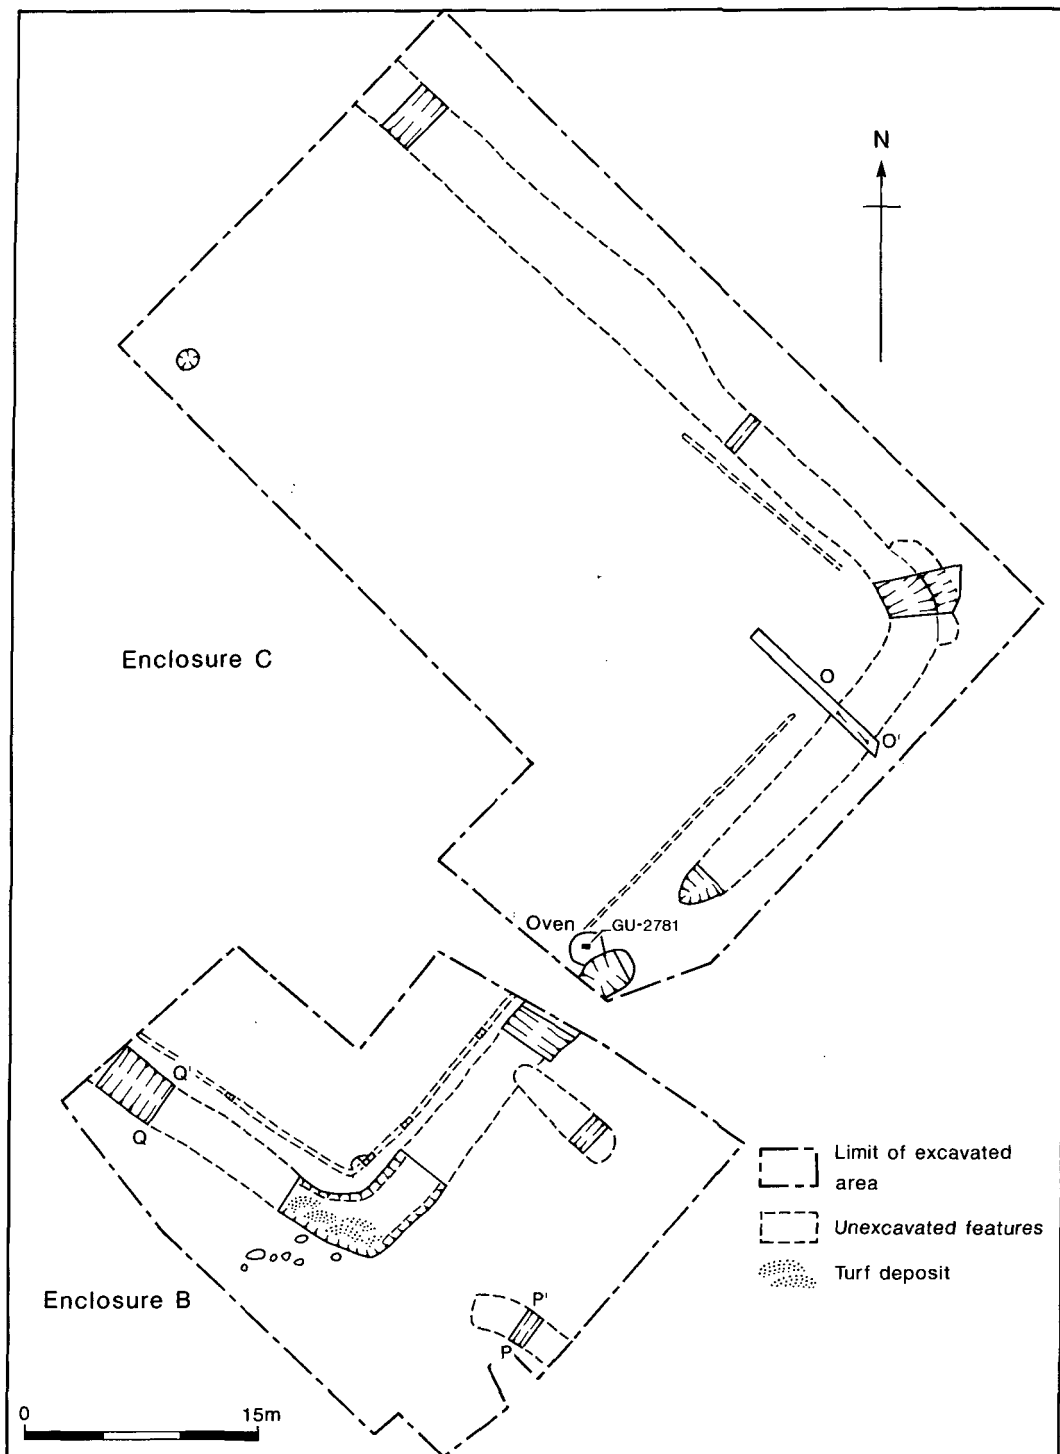 N
Enclosure C
O
O'
Oven
GU-2781
Q'
Q
Limit of excavated
area
Unexcavated features
Turf deposit
Enclosure B
P'
P
0 15m